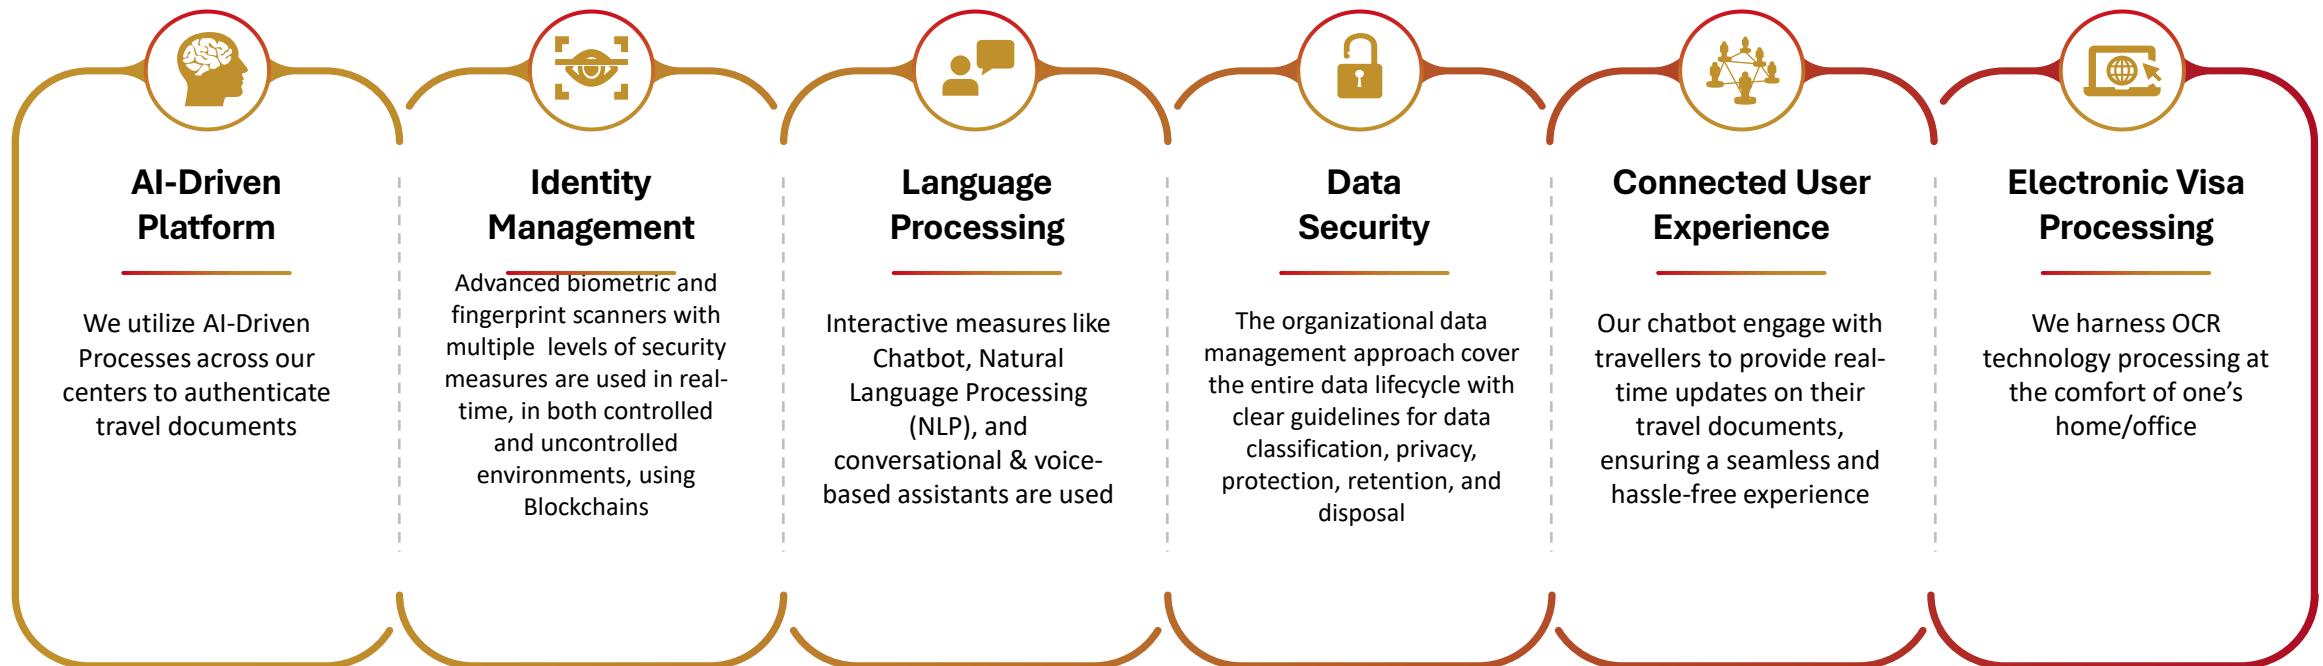 AI-Driven
Platform
We utilize AI-Driven
Processes across our
centers to authenticate
travel documents
Identity
Management
Advanced biometric and
fingerprint scanners with
multiple  levels of security
measures are used in real-
time, in both controlled
and uncontrolled
environments, using
Blockchains
Language
Processing
Interactive measures like
Chatbot, Natural
Language Processing
(NLP), and
conversational & voice-
based assistants are used
Data
Security
The organizational data
management approach cover
the entire data lifecycle with
clear guidelines for data
classification, privacy,
protection, retention, and
disposal
Connected User
Experience
Our chatbot engage with
travellers to provide real-
time updates on their
travel documents,
ensuring a seamless and
hassle-free experience
Electronic Visa
Processing
We harness OCR
technology processing at
the comfort of one’s
home/office